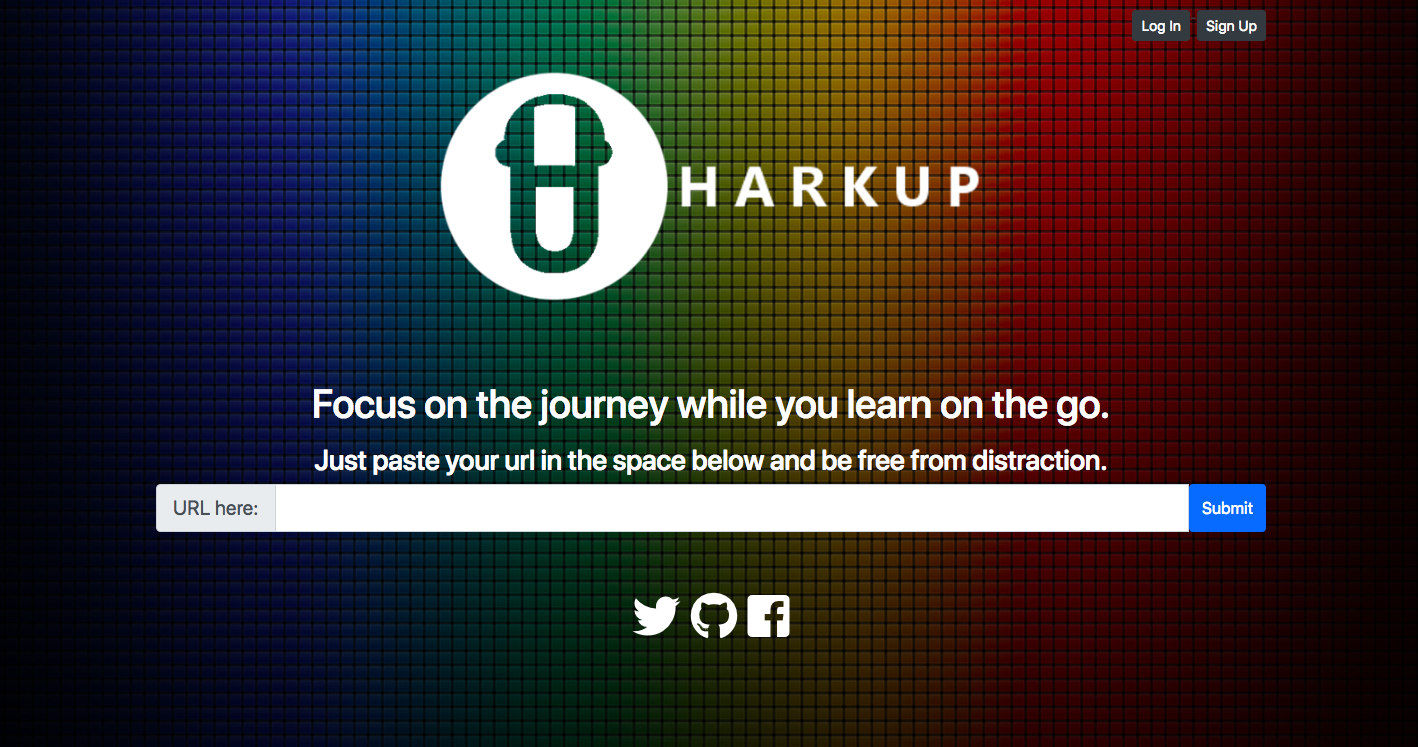 Log In Sign Up
HARKUP
Focus on the journey while you learn on the go.
Just paste your url in the space below and be free from distraction.
URL here: Submit